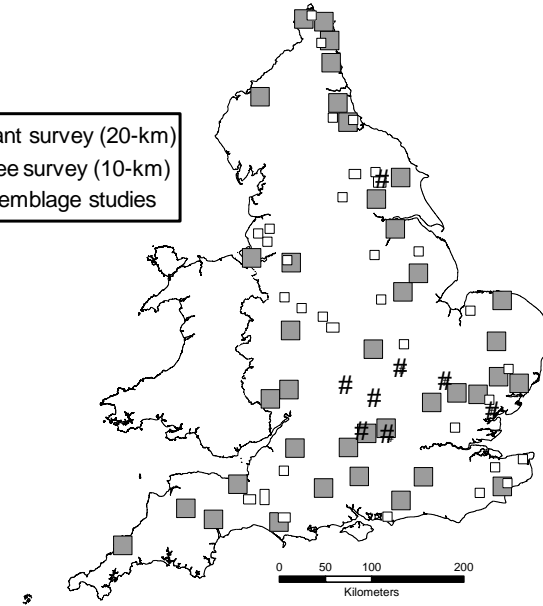 ant survey (20-km)
ee survey (10-km)
emblage studies
0 50 100 200
Kilometers